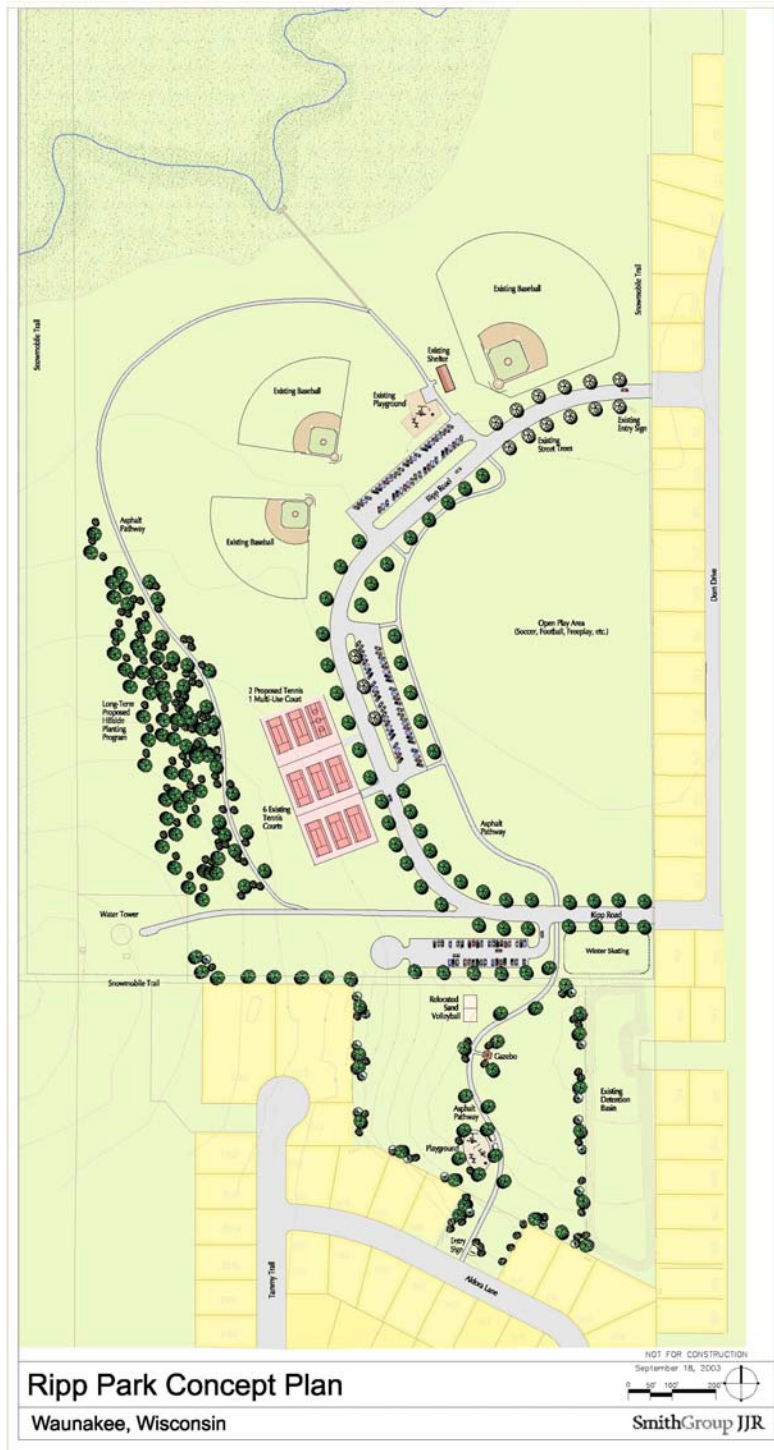 Existing Baseball
Snowmobile Trail
Snowmobile Trail
Existing
Shelter
Existing Baseball
Existing
Playground
Existing
Entry Sign
Existing
Street Trees
Ripp Road
Asphalt
Pathway
Existing Baseball
Dorn Drive
Open Play Area
(Soccer, Football, Freeplay, etc.)
2 Proposed Tennis
1 Multi-Use Court
Long-Term
Proposed
Hillside
Planting
Program
6 Existing
Tennis
Courts
Asphalt
Pathway
Water Tower
Ripp Road
Winter Skating
Snowmobile Trail
Relocated
Sand
Volleyball
Gazebo
Existing
Detention
Basin
Asphalt
Pathway
Playground
Entry
Sign
Tammy Trail
Aldora Lane
NOT FOR CONSTRUCTION
September 18, 2003
0 50' 100' 200'
Ripp Park Concept Plan
Waunakee, Wisconsin
SmithGroup JJR